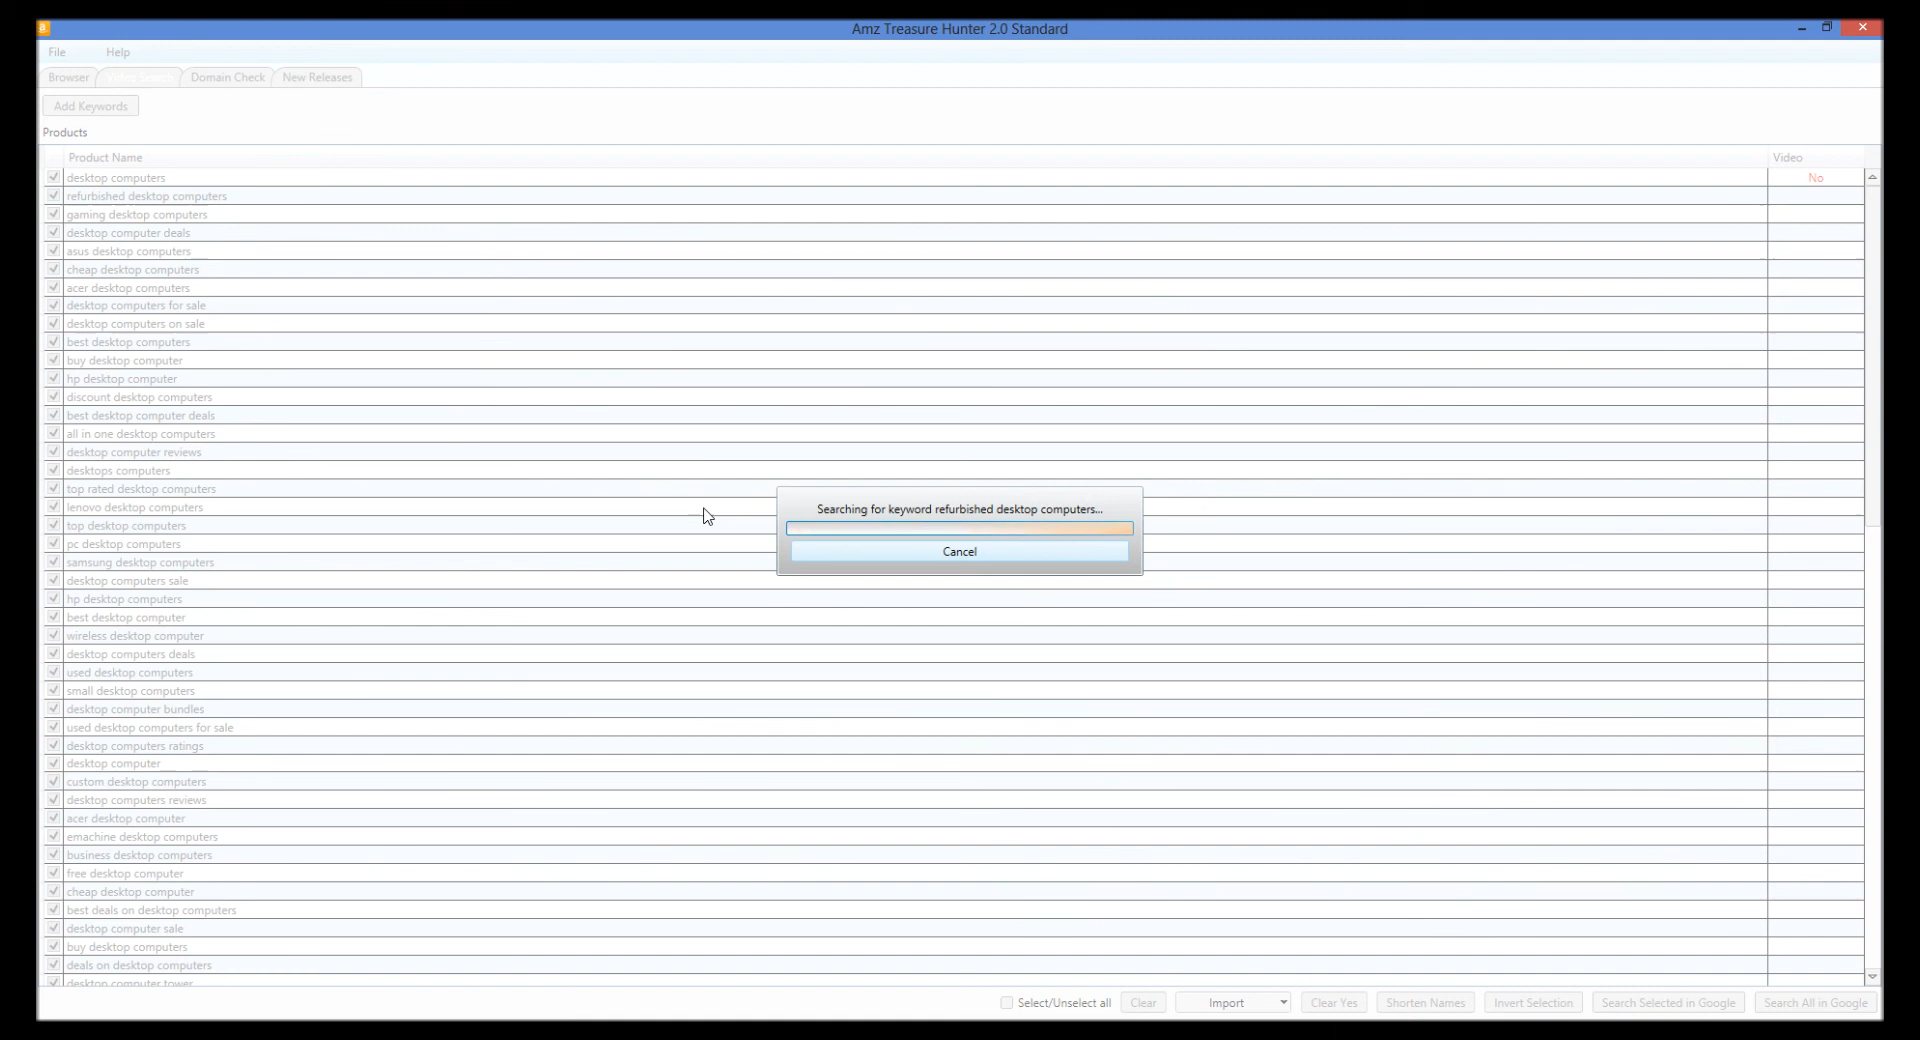 Amz Treasure Hunter 2.0 Standard
File Help
Browser Video Search Domain Check New Releases
Add Keywords
Products
Product Name Video
desktop computers No
refurbished desktop computers
gaming desktop computers
desktop computer deals
asus desktop computers
cheap desktop computers
acer desktop computers
desktop computers for sale
desktop computers on sale
best desktop computers
buy desktop computer
hp desktop computer
discount desktop computers
best desktop computer deals
all in one desktop computers
desktop computer reviews
desktops computers
top rated desktop computers
lenovo desktop computers
Searching for keyword refurbished desktop computers...
top desktop computers
pc desktop computers
Cancel
samsung desktop computers
desktop computers sale
hp desktop computers
best desktop computer
wireless desktop computer
desktop computers deals
used desktop computers
small desktop computers
desktop computer bundles
used desktop computers for sale
desktop computers ratings
desktop computer
custom desktop computers
desktop computers reviews
acer desktop computer
emachine desktop computers
business desktop computers
free desktop computer
cheap desktop computer
best deals on desktop computers
desktop computer sale
buy desktop computers
deals on desktop computers
desktop computer tower
Select/Unselect all Clear Import Clear Yes Shorten Names Invert Selection Search Selected in Google Search All in Google